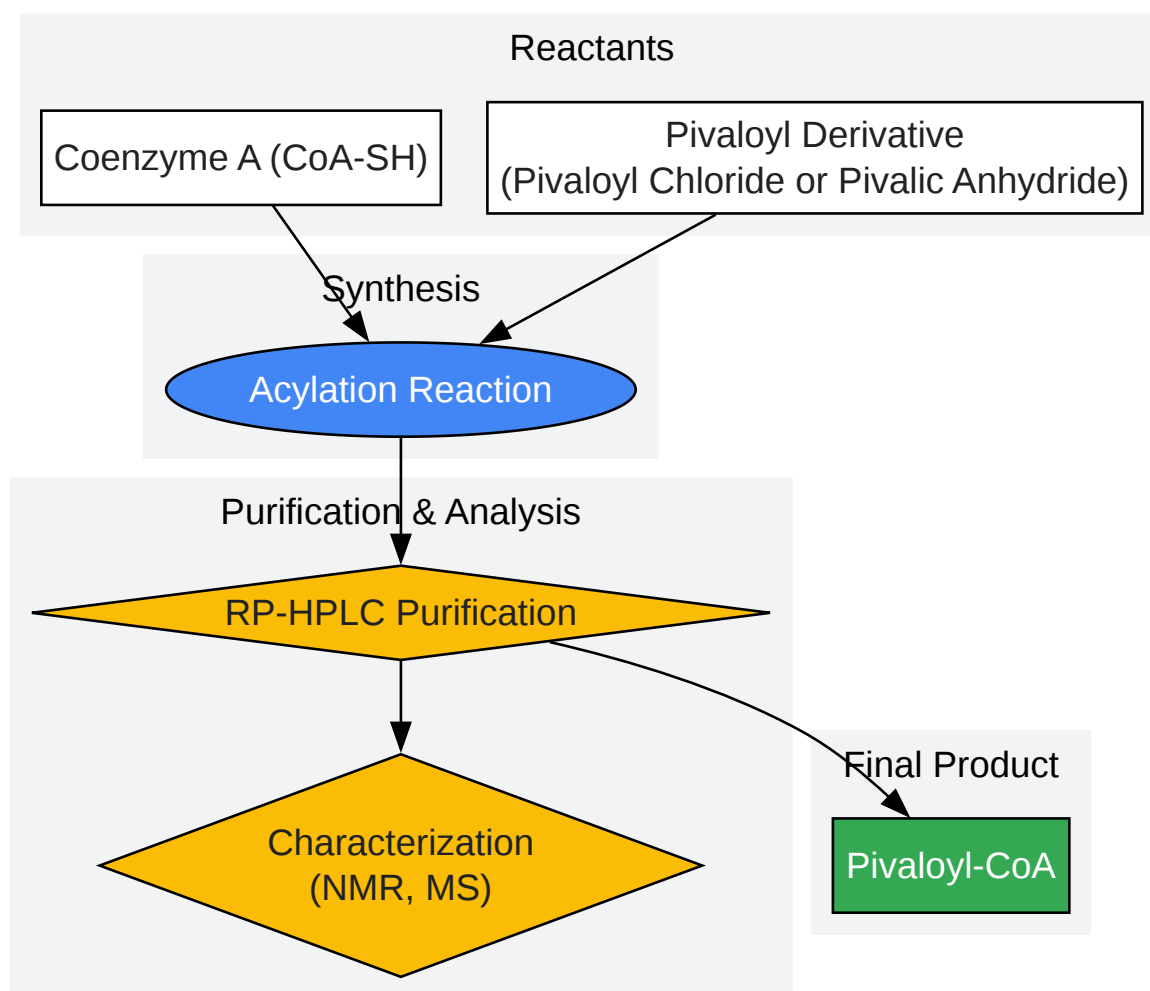 Reactants
Coenzyme A (CoA-SH)
Pivaloyl Derivative
(Pivaloyl Chloride or Pivalic Anhydride)
Synthesis
Acylation Reaction
Purification & Analysis
RP-HPLC Purification
Characterization
(NMR, MS)
Final Product
Pivaloyl-CoA